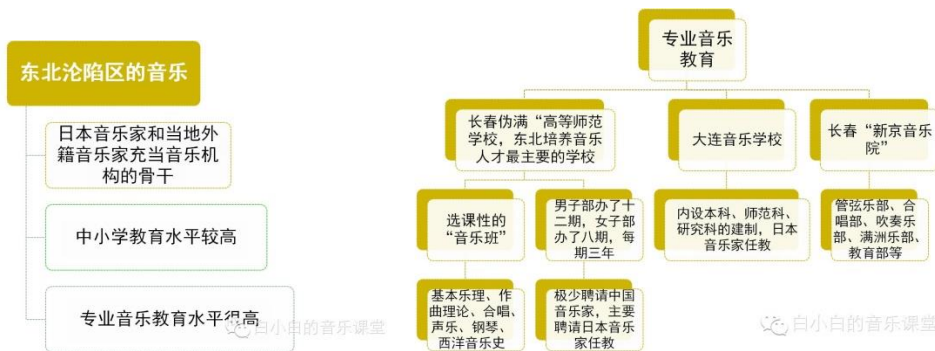 东北沦陷区的音乐
日本音乐家和当地外
籍音乐家充当音乐机
构的骨干
中小学教育水平较高
专业音乐教育水平很高
白小白的音乐课堂
专业音乐
教育
长春伪满“高等师范
学校，东北培养音乐
人才最主要的学校
大连音乐学校
长春“新京音乐
院”
选课性的
“音乐班”
男子部办了十
二期，女子部
办了八期，每
期三年
内设本科、师范科、
研究科的建制，日本
音乐家任教
管弦乐部、合
唱部、吹奏乐
部、满洲乐部、
教育部等
基本乐理、作
曲理论、合唱、
声乐、钢琴、
西洋音乐史
极少聘请中国
音乐家，主要
聘请日本音乐
家任教
白小白的音乐课堂